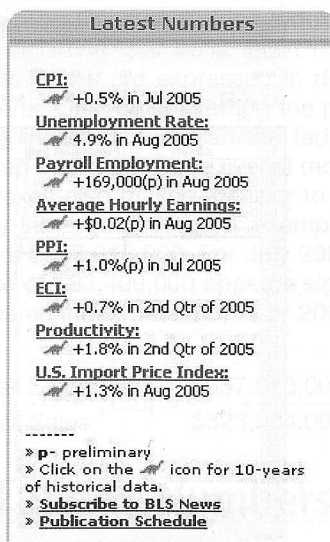 Latest Numbers
CPI:
+0.5% in Jul 2005
Unemployment Rate:
4.9% in Aug 2005
Payroll Employment:
+169,000(p) in Aug 2005
Average Hourly Earnings:
+$0.02(p) in Aug 2005
PPI:
+1.0%(p) in Jul 2005
ECI:
+0.7% in 2nd Qtr of 2005
Productivity:
+1.8% in 2nd Qtr of 2005
U.S. Import Price Index:
+1.3% in Aug 2005
-------
» p- preliminary
» Click on the icon for 10-years
of historical data.
» Subscribe to BLS News
» Publication Schedule